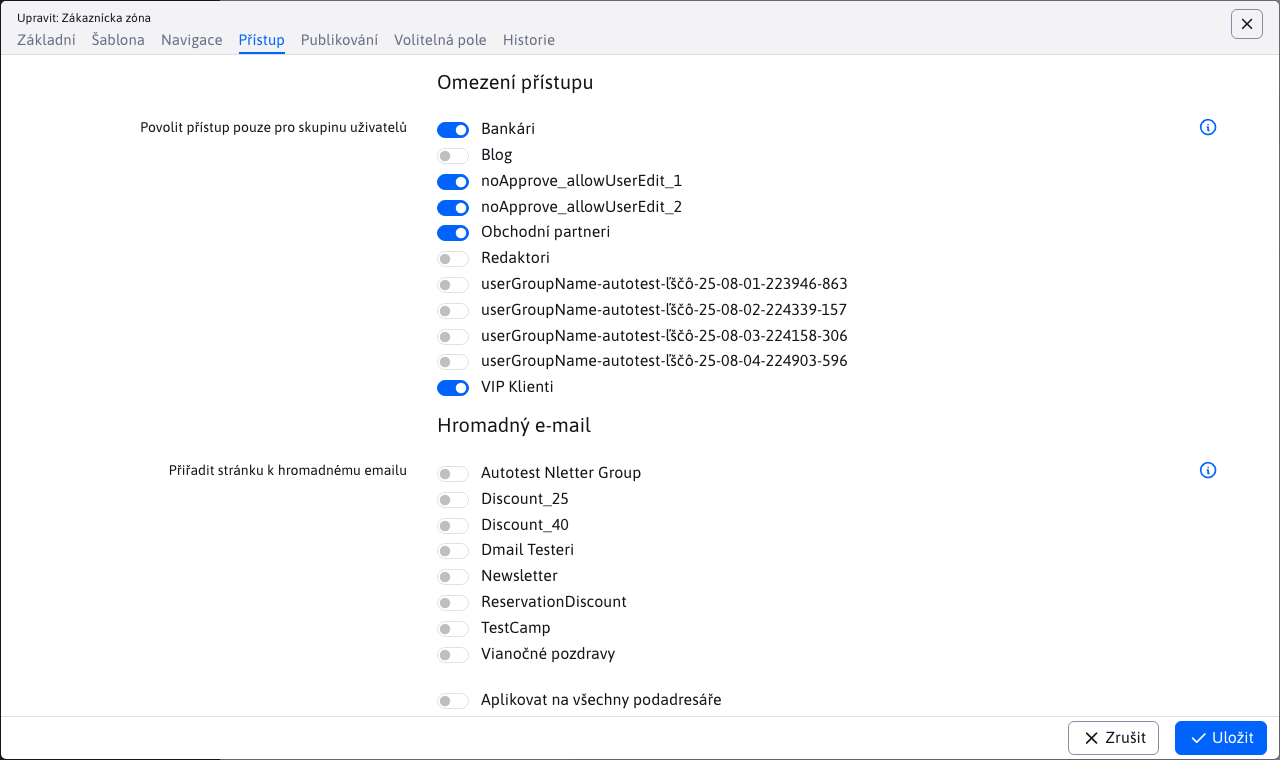 Upravit: Zákaznícka zóna
Základní Šablona Navigace Přístup Publikování Volitelná pole Historie
Omezení přístupu
Povolit přístup pouze pro skupinu uživatelů
Bankári
Blog
noApprove_allowUserEdit_1
noApprove_allowUserEdit_2
Obchodní partneri
Redaktori
userGroupName-autotest-ľščô-25-08-01-223946-863
userGroupName-autotest-ľščô-25-08-02-224339-157
userGroupName-autotest-ľščô-25-08-03-224158-306
userGroupName-autotest-ľščô-25-08-04-224903-596
VIP Klienti
Hromadný e-mail
Přiřadit stránku k hromadnému emailu
Autotest Nletter Group
Discount_25
Discount_40
Dmail Testeri
Newsletter
ReservationDiscount
TestCamp
Vianočné pozdravy
Aplikovat na všechny podadresáře
Zrušit Uložit